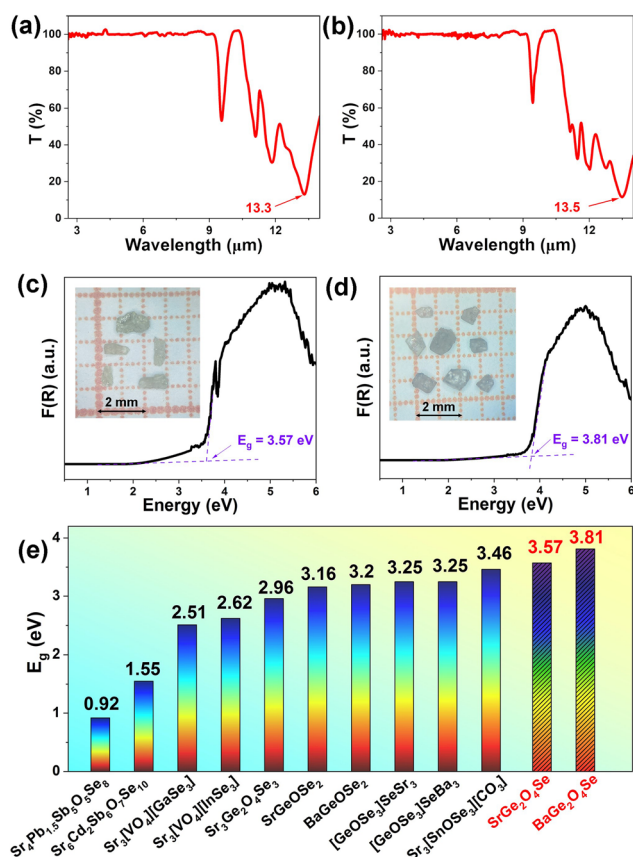 (a)
100
80
60
40
20
0
T (%)
3 6 9 12
Wavelength (μm)
13.3
(b)
100
80
60
40
20
0
T (%)
3 6 9 12
Wavelength (μm)
13.5
(c)
F(R) (a.u.)
2 mm
E_g = 3.57 eV
1 2 3 4 5 6
Energy (eV)
(d)
F(R) (a.u.)
2 mm
E_g = 3.81 eV
1 2 3 4 5 6
Energy (eV)
(e)
4
3
2
1
0
E_g (eV)
0.92
1.55
2.51
2.62
2.96
3.16
3.2
3.25
3.25
3.46
3.57
3.81
Sr₄Pb₁.₅Sb₅O₅Se₈
Sr₆Cd₂Sb₆O₇Se₁₀
Sr₃[VO₄][GaSe₃]
Sr₃[VO₄][InSe₃]
Sr₃Ge₂O₄Se₃
SrGeOSe₂
BaGeOSe₂
[GeOSe₃]SeSr₃
[GeOSe₃]SeBa₃
Sr₃[SnOSe₃][CO₃]
SrGe₂O₄Se
BaGe₂O₄Se